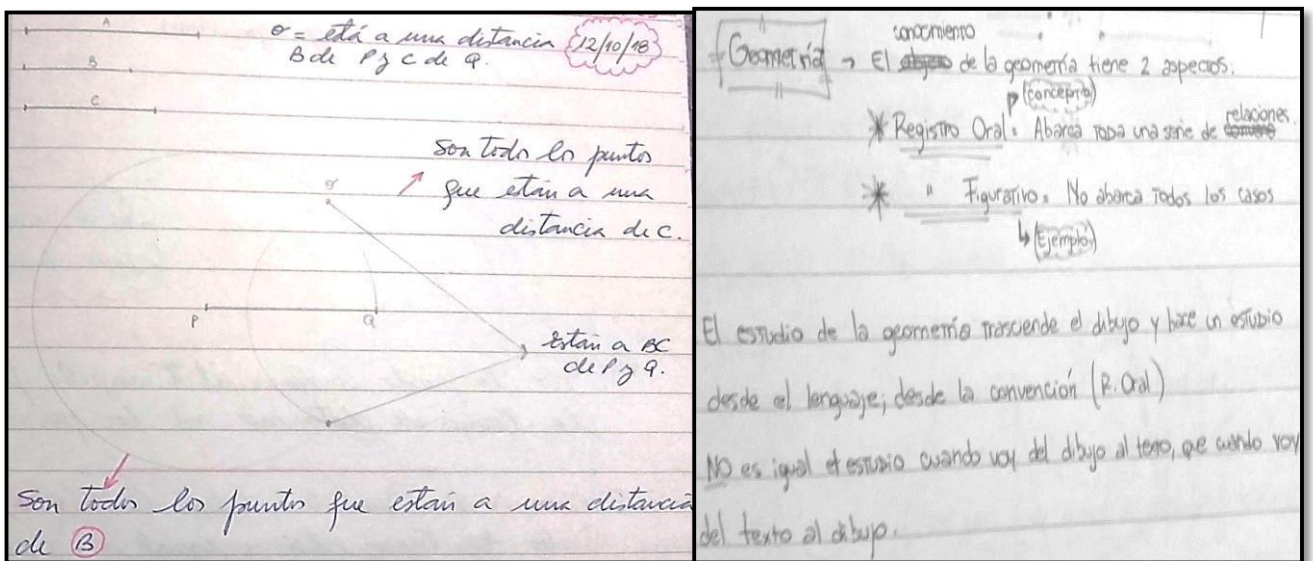 A
B
C
σ = está a una distancia
B de P y C de Q.
12/10/18
son todo los puntos
que están a una
distancia de C.
σ
P
Q
están a BC
de P y Q.
Son todos los puntos que están a una distancia
de B
Geometría → El conocimiento de la geometría tiene 2 aspectos:
(concepto)
* Registro Oral: Abarca toda una serie de relaciones
* " Figurativo: No abarca todos los casos
(Ejemplo)
El estudio de la geometría trasciende el dibujo y hace un estudio
desde el lenguaje; desde la convención (R. Oral)
NO es igual el estudio cuando voy del dibujo al texto, que cuando voy
del texto al dibujo.